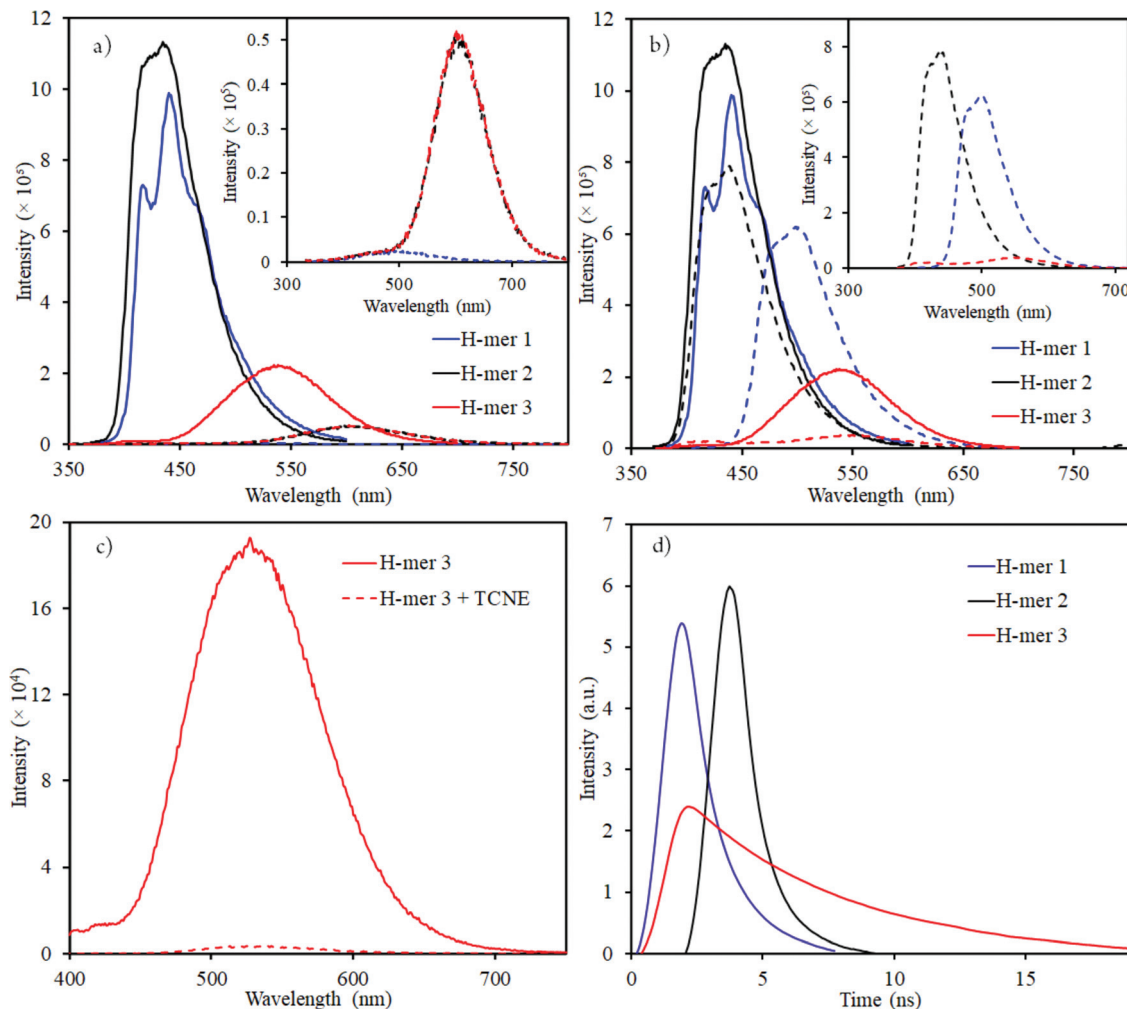 a)
Intensity (× 10⁵)
12
10
8
6
4
2
0
350
450
550
650
750
Wavelength (nm)
Intensity (× 10⁵)
0.5
0.4
0.3
0.2
0.1
0
300
500
700
Wavelength (nm)
H-mer 1
H-mer 2
H-mer 3
b)
Intensity (× 10⁵)
12
10
8
6
4
2
0
350
450
550
650
750
Wavelength (nm)
Intensity (× 10⁵)
8
6
4
2
0
300
500
700
Wavelength (nm)
H-mer 1
H-mer 2
H-mer 3
c)
Intensity (× 10⁴)
20
16
12
8
4
0
400
500
600
700
Wavelength (nm)
H-mer 3
H-mer 3 + TCNE
d)
Intensity (a.u.)
7
6
5
4
3
2
1
0
0
5
10
15
Time (ns)
H-mer 1
H-mer 2
H-mer 3